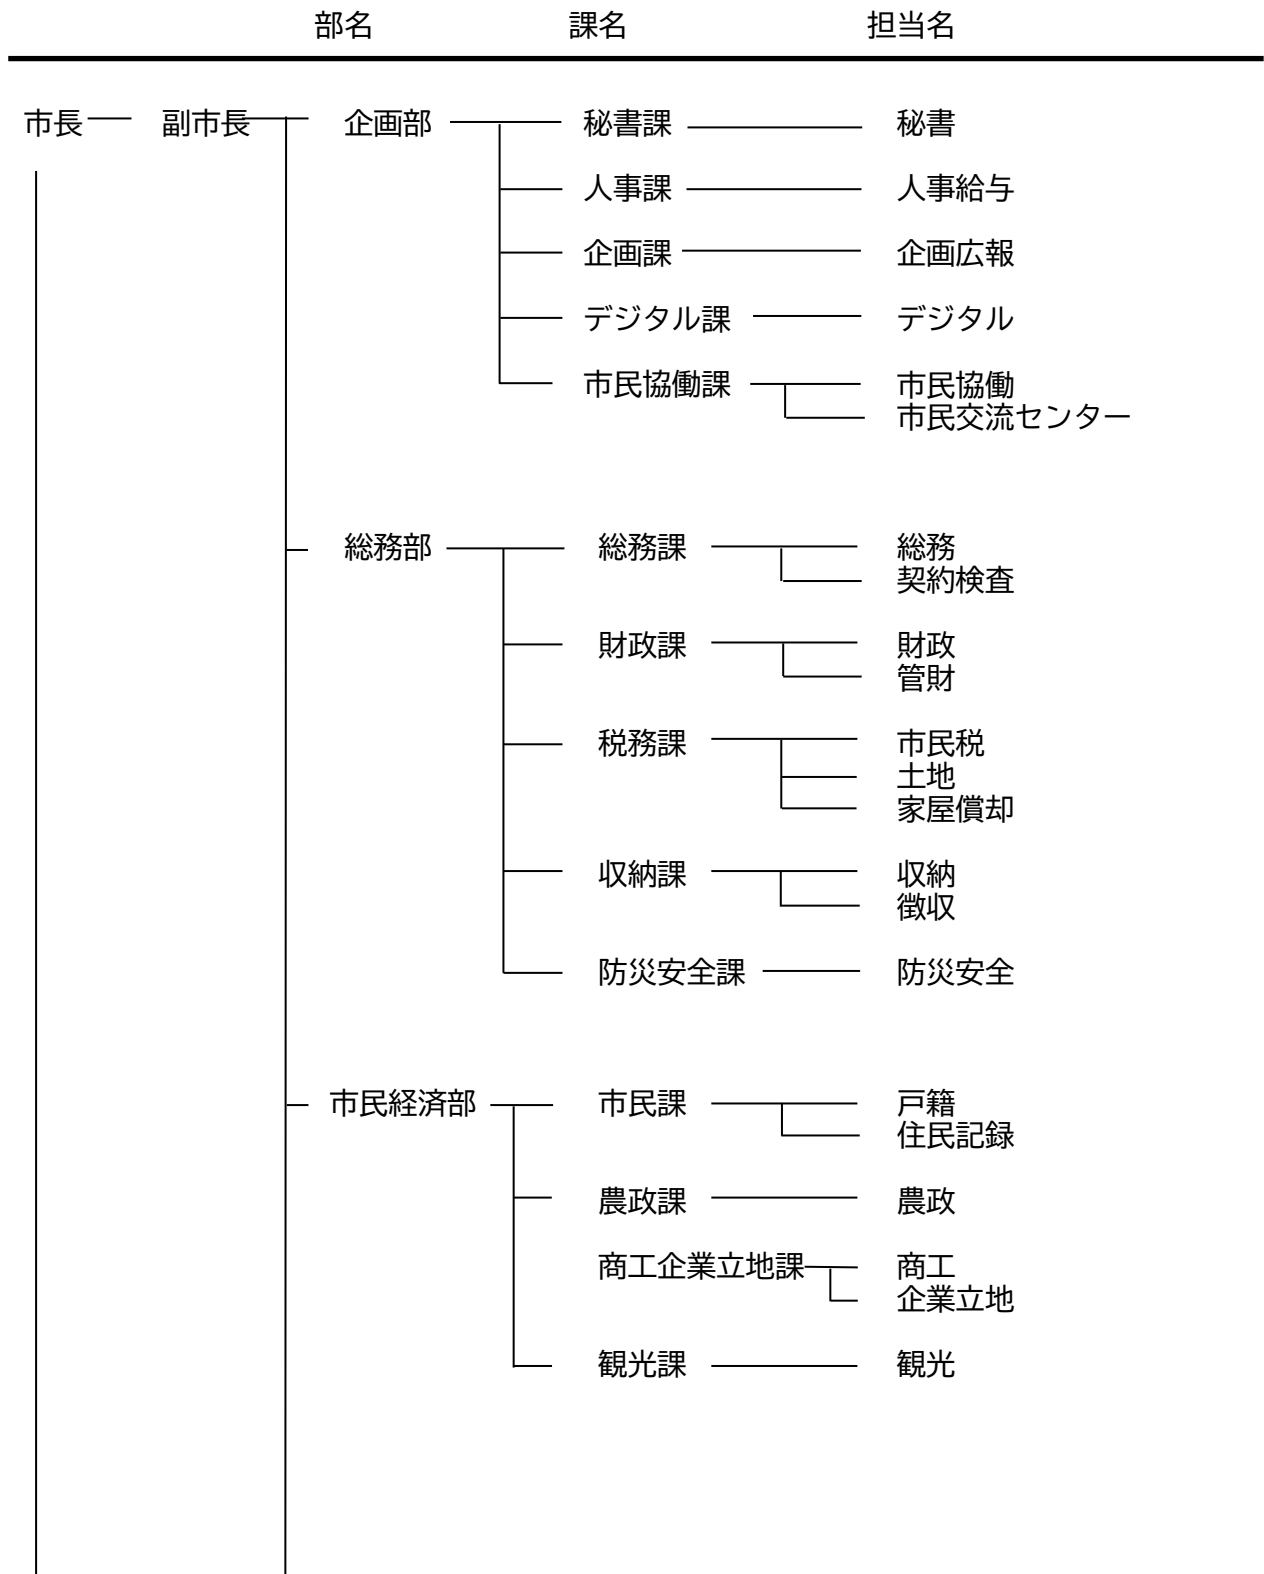 部名 課名 担当名
市長 副市長 企画部 秘書課 秘書
人事課 人事給与
企画課 企画広報
デジタル課 デジタル
市民協働課 市民協働
市民交流センター
総務部 総務課 総務
契約検査
財政課 財政
管財
税務課 市民税
土地
家屋償却
収納課 収納
徴収
防災安全課 防災安全
市民経済部 市民課 戸籍
住民記録
農政課 農政
商工企業立地課 商工
企業立地
観光課 観光